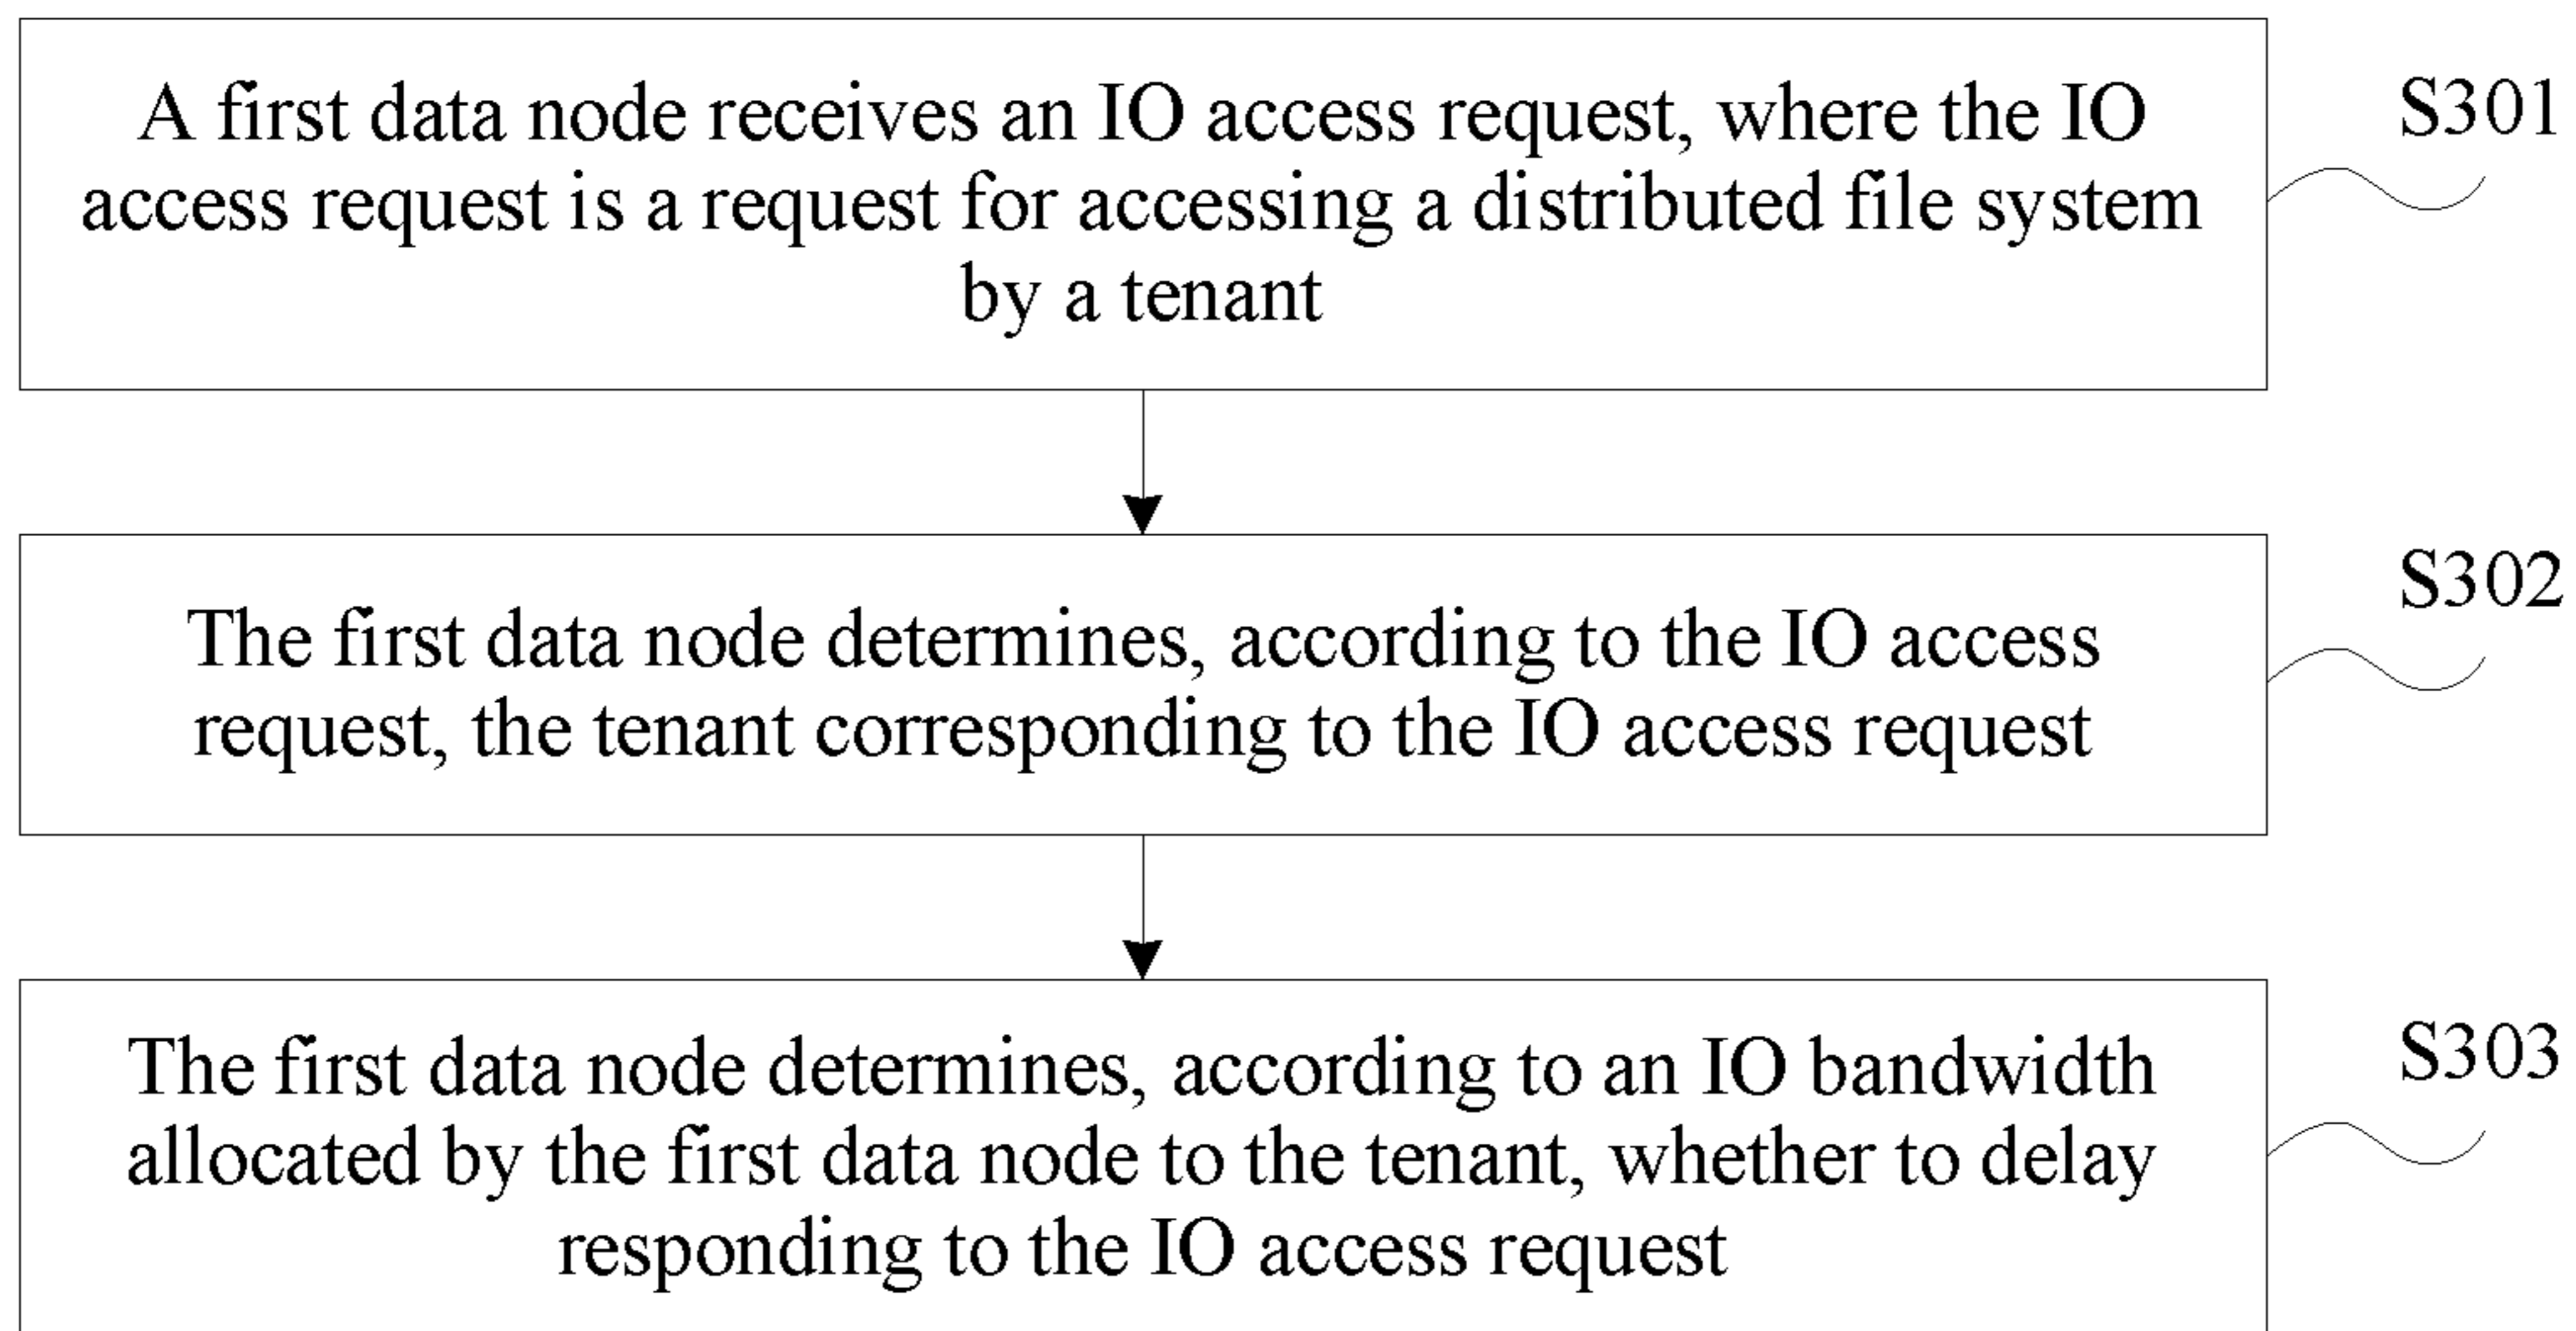 A first data node receives an IO access request, where the IO
access request is a request for accessing a distributed file system
by a tenant
S301
The first data node determines, according to the IO access
request, the tenant corresponding to the IO access request
S302
The first data node determines, according to an IO bandwidth
allocated by the first data node to the tenant, whether to delay
responding to the IO access request
S303